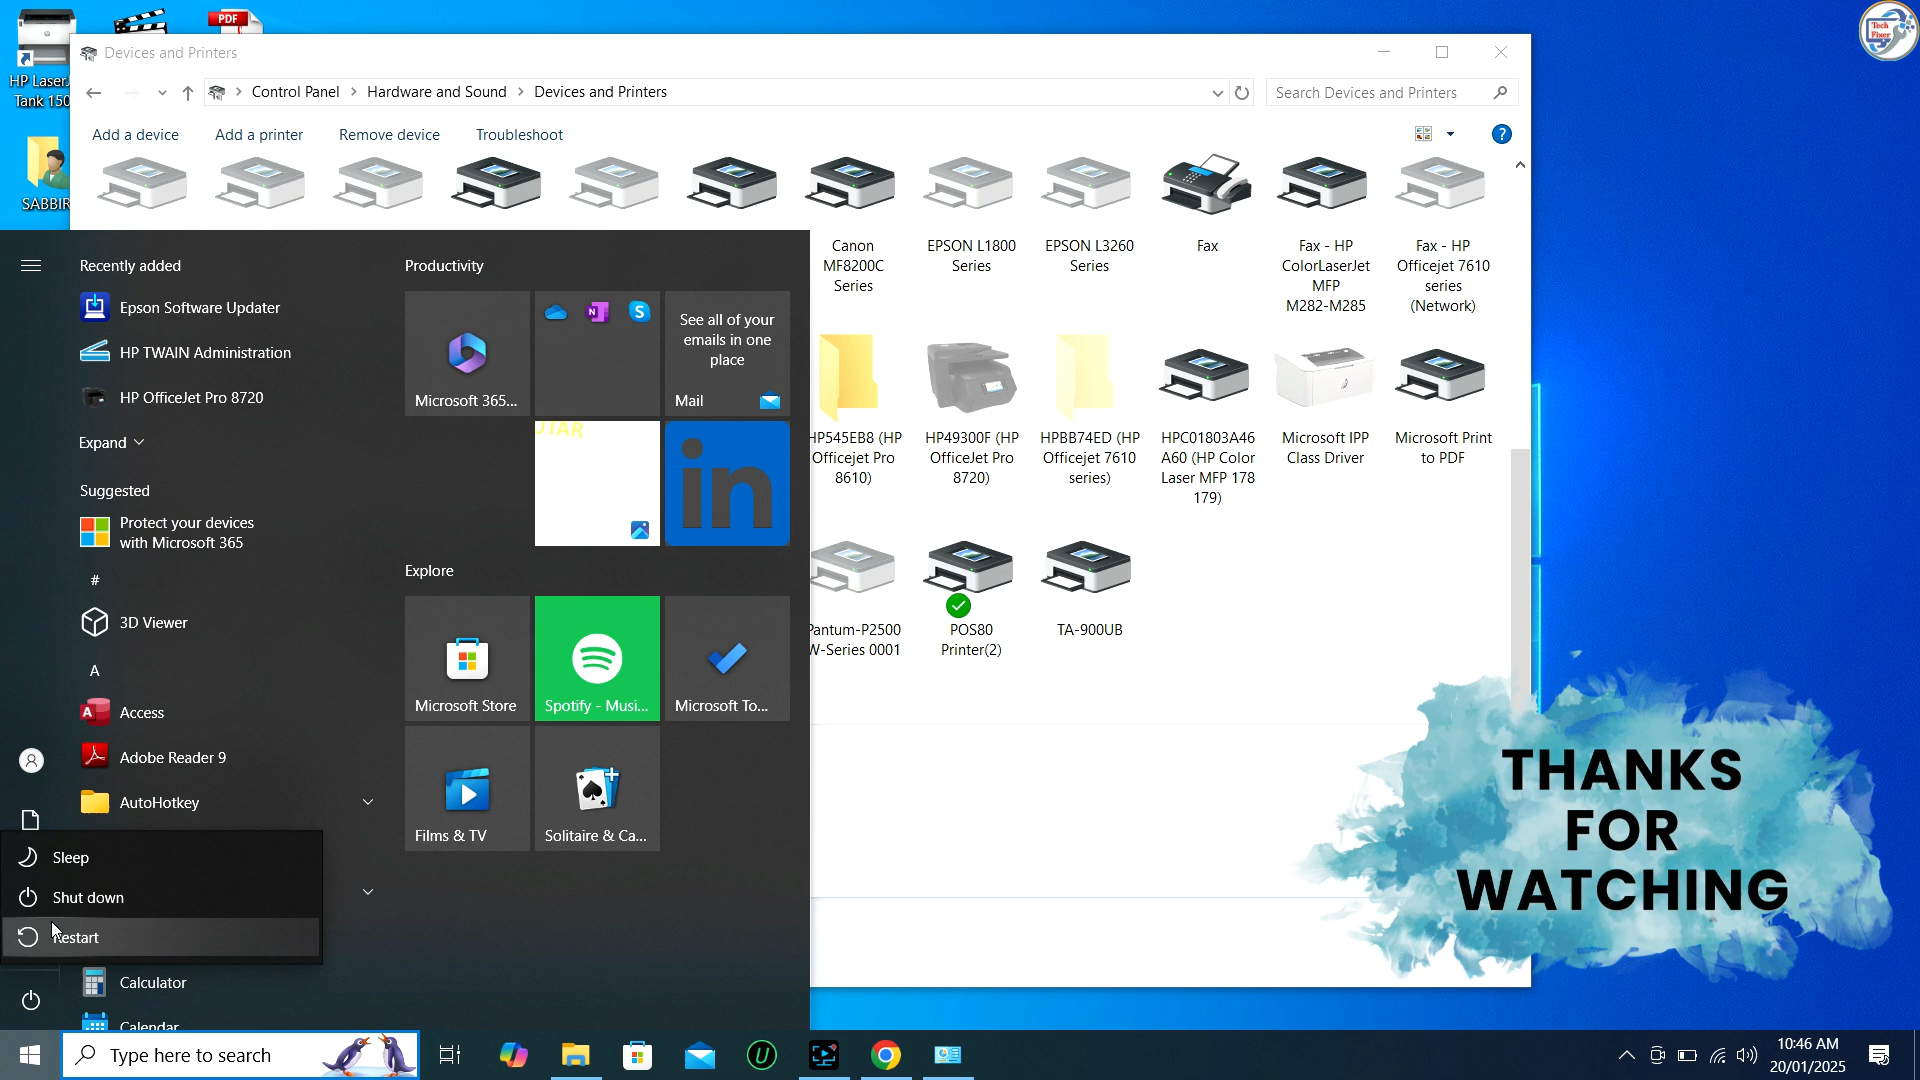 PDF
HP LaserJ
Tank 150
SABBIR
Tech
Fixer
Devices and Printers
Control Panel
Hardware and Sound
Devices and Printers
Search Devices and Printers
Add a device
Add a printer
Remove device
Troubleshoot
Canon
MF8200C
Series
EPSON L1800
Series
EPSON L3260
Series
Fax
Fax - HP
ColorLaserJet
MFP
M282-M285
Fax - HP
Officejet 7610
series
(Network)
HP545EB8 (HP
Officejet Pro
8610)
HP49300F (HP
OfficeJet Pro
8720)
HPBB74ED (HP
Officejet 7610
series)
HPC01803A46
A60 (HP Color
Laser MFP 178
179)
Microsoft IPP
Class Driver
Microsoft Print
to PDF
Pantum-P2500
W-Series 0001
POS80
Printer(2)
TA-900UB
Recently added
Epson Software Updater
HP TWAIN Administration
HP OfficeJet Pro 8720
Expand
Suggested
Protect your devices
with Microsoft 365
#
3D Viewer
A
Access
Adobe Reader 9
AutoHotkey
Sleep
Shut down
Restart
Calculator
Calendar
Productivity
Microsoft 365...
See all of your
emails in one
place
Mail
Explore
Microsoft Store
Spotify - Musi...
Microsoft To...
Films & TV
Solitaire & Ca...
THANKS
FOR
WATCHING
Type here to search
10:46 AM
20/01/2025